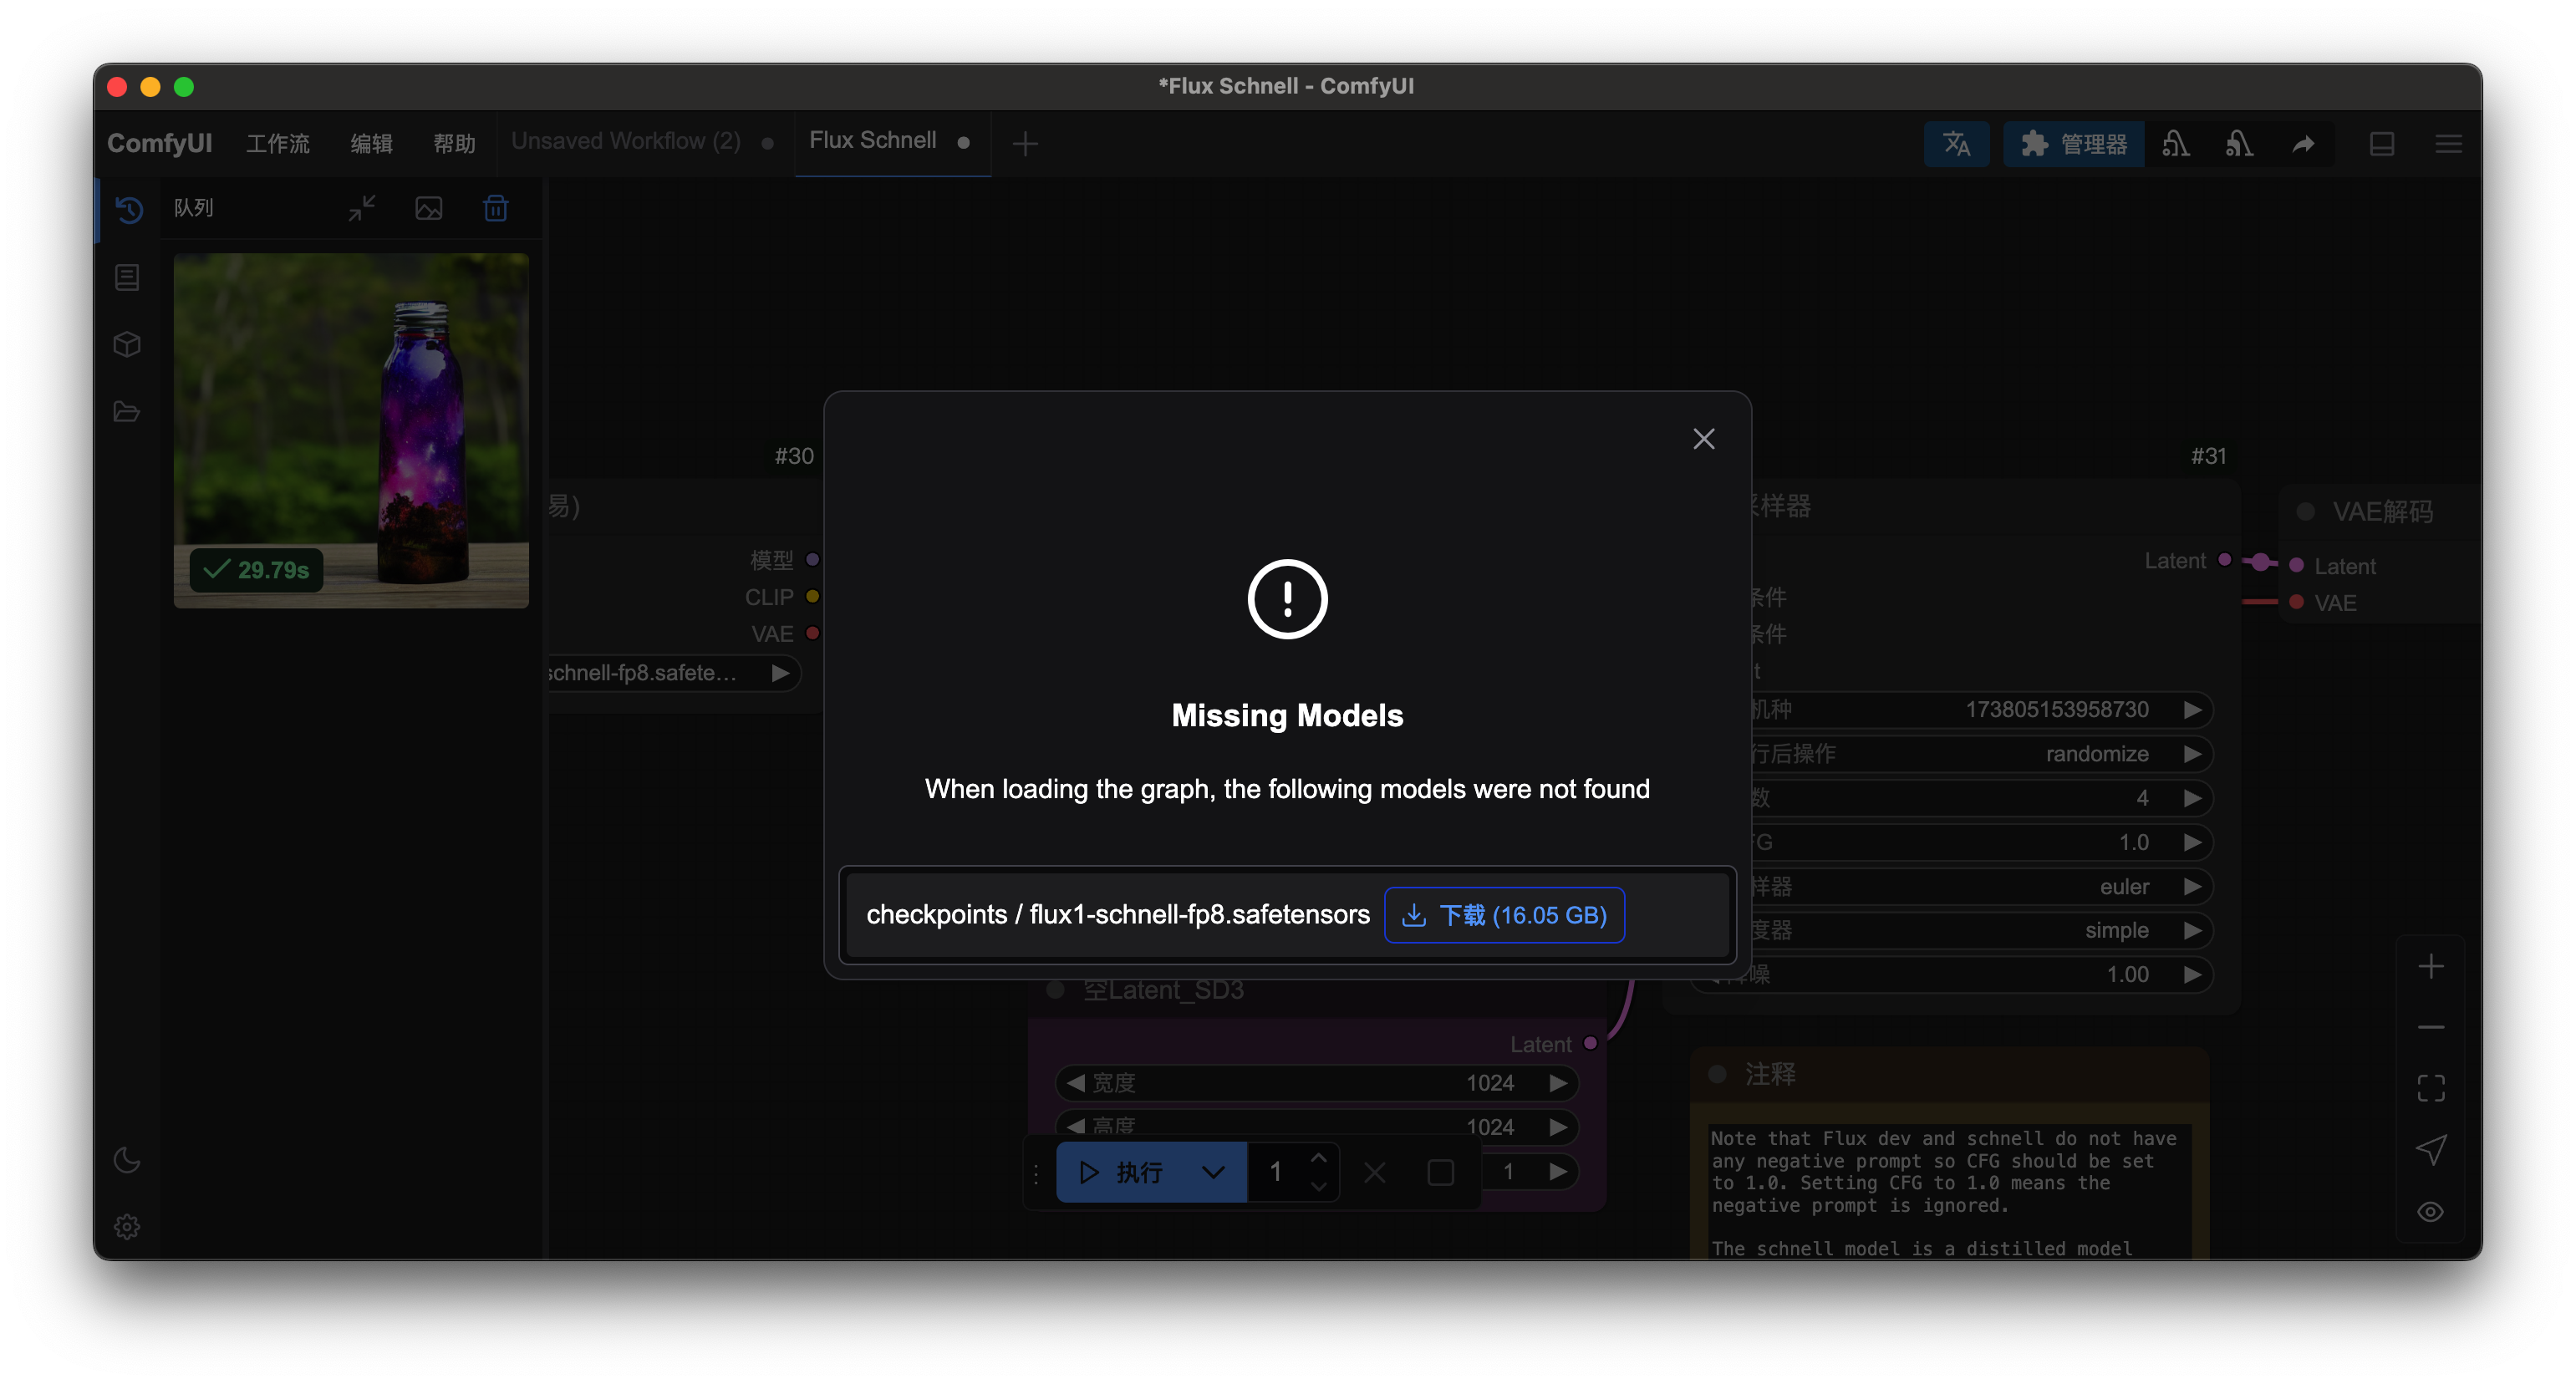 *Flux Schnell - ComfyUI
ComfyUI 工作流 编辑 帮助 Unsaved Workflow (2) Flux Schnell 管理器
队列
29.79s
#30
易)
模型
CLIP
VAE
schnell-fp8.safete...
Missing Models
When loading the graph, the following models were not found
checkpoints / flux1-schnell-fp8.safetensors 下载 (16.05 GB)
#31
采样器
Latent
条件
条件
t
机种 173805153958730
行后操作 randomize
数 4
FG 1.0
样器 euler
度器 simple
降噪 1.00
VAE解码
Latent
VAE
空Latent_SD3
Latent
宽度 1024
高度 1024
1
执行 1
注释
Note that Flux dev and schnell do not have
any negative prompt so CFG should be set
to 1.0. Setting CFG to 1.0 means the
negative prompt is ignored.
The schnell model is a distilled model